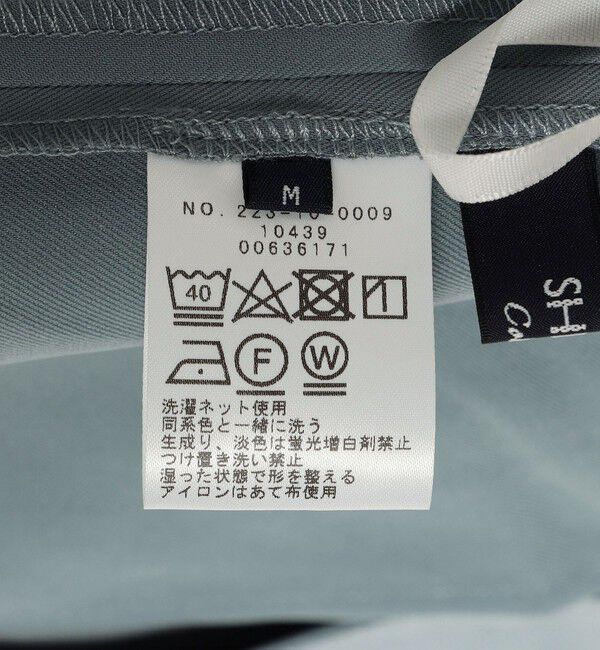 M
NO. 223-10-0009
10439
00636171
40
F
W
洗濯ネット使用
同系色と一緒に洗う
生成り、淡色は蛍光増白剤禁止
つけ置き洗い禁止
湿った状態で形を整える
アイロンはあて布使用
SH